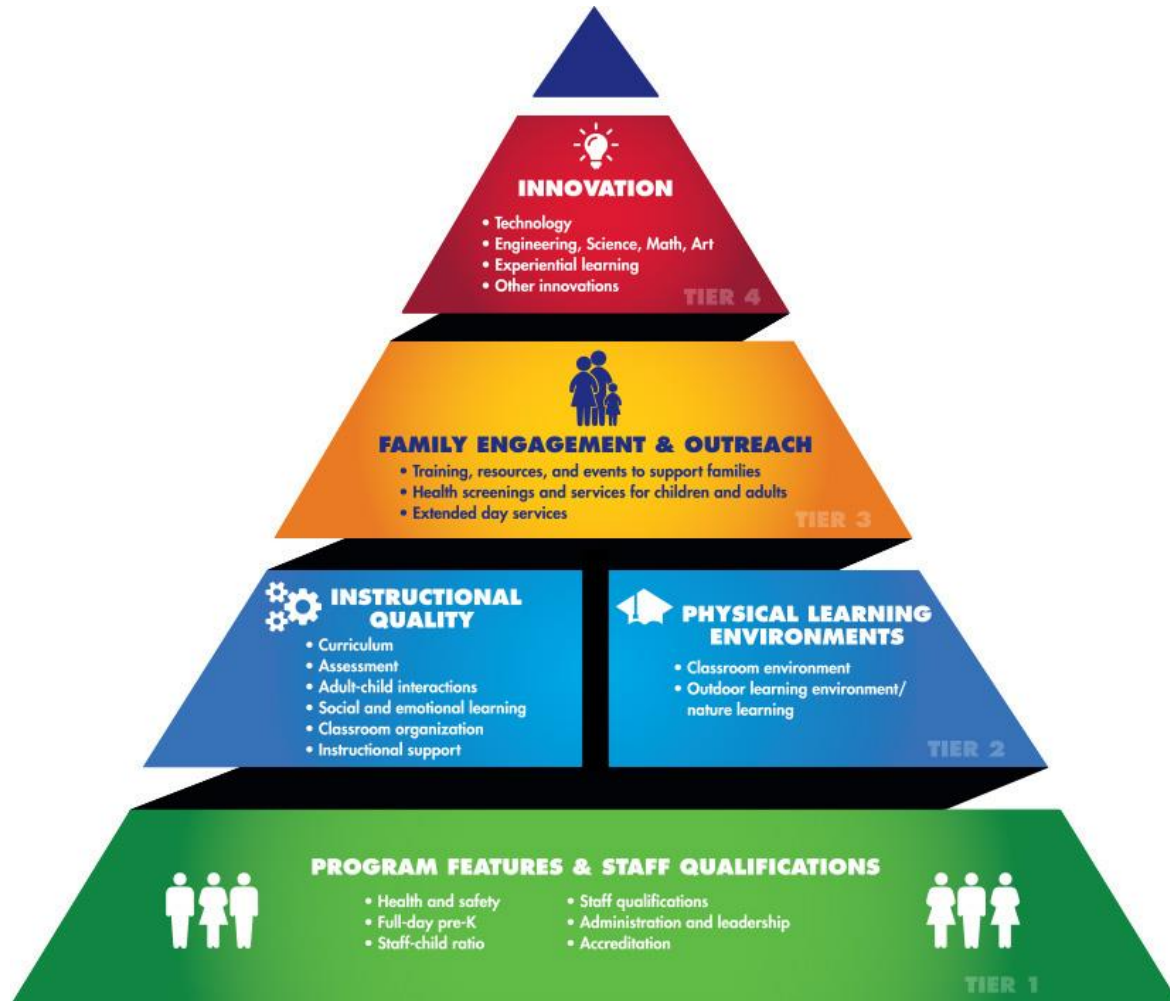 INNOVATION
• Technology
• Engineering, Science, Math, Art
• Experiential learning
• Other innovations
TIER 4
FAMILY ENGAGEMENT & OUTREACH
• Training, resources, and events to support families
• Health screenings and services for children and adults
• Extended day services
TIER 3
INSTRUCTIONAL
QUALITY
• Curriculum
• Assessment
• Adult-child interactions
• Social and emotional learning
• Classroom organization
• Instructional support
PHYSICAL LEARNING
ENVIRONMENTS
• Classroom environment
• Outdoor learning environment/
nature learning
TIER 2
PROGRAM FEATURES & STAFF QUALIFICATIONS
• Health and safety
• Full-day pre-K
• Staff-child ratio
• Staff qualifications
• Administration and leadership
• Accreditation
TIER 1